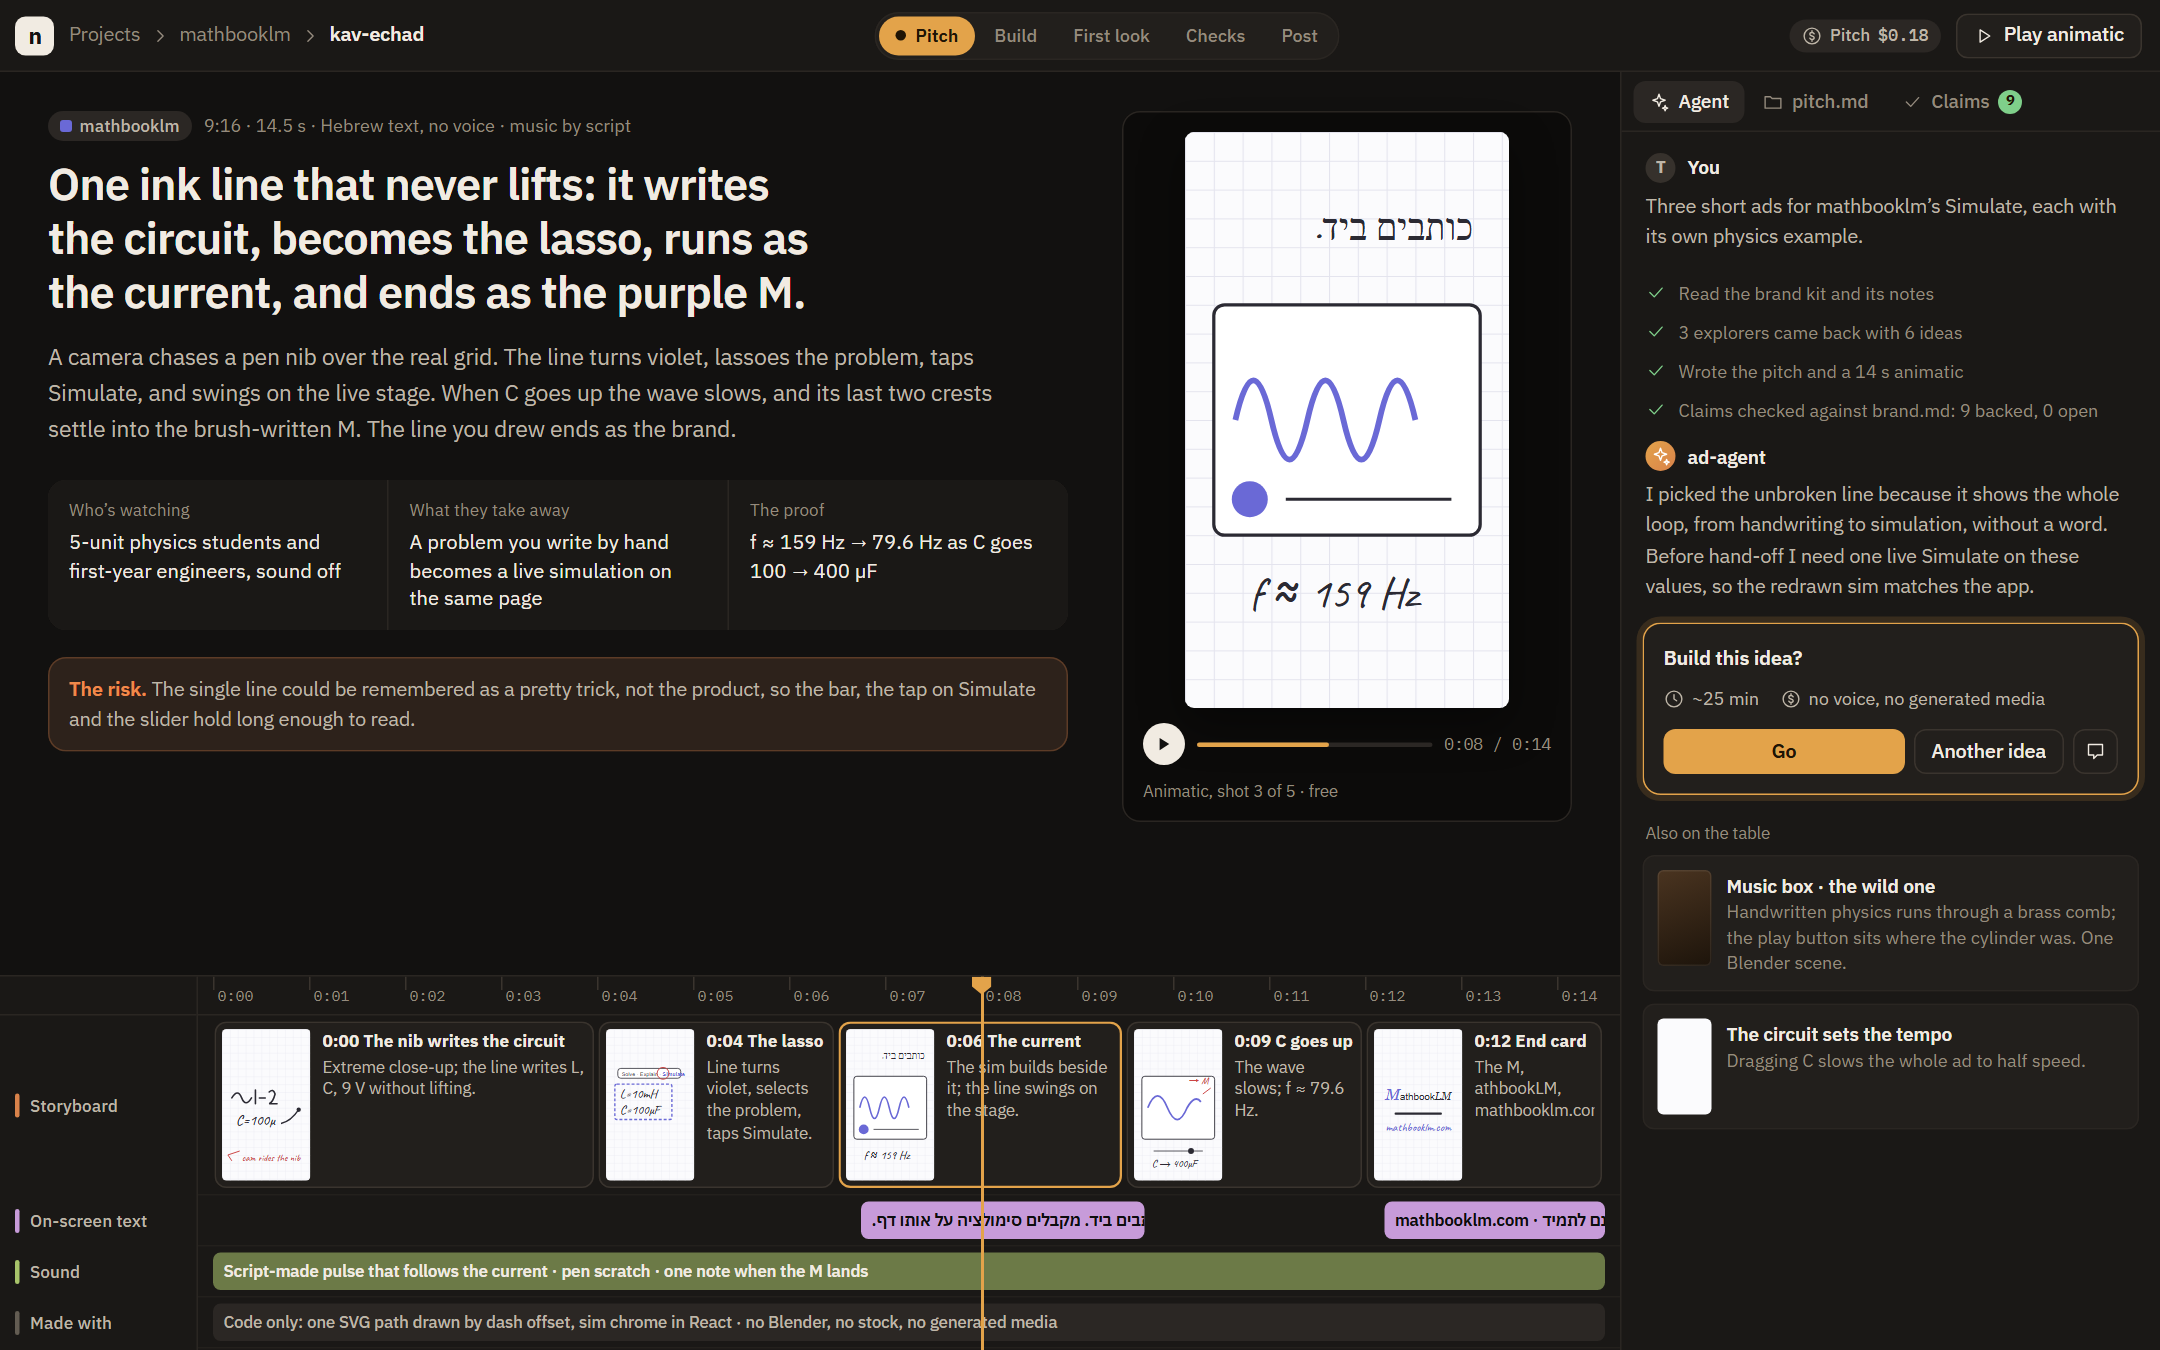 n Projects > mathbooklm > kav-echad
Pitch Build First look Checks Post
Pitch $0.18 Play animatic
mathbooklm 9:16 · 14.5 s · Hebrew text, no voice · music by script
One ink line that never lifts: it writes
the circuit, becomes the lasso, runs as
the current, and ends as the purple M.
A camera chases a pen nib over the real grid. The line turns violet, lassoes the problem, taps
Simulate, and swings on the live stage. When C goes up the wave slows, and its last two crests
settle into the brush-written M. The line you drew ends as the brand.
Who’s watching
5-unit physics students and
first-year engineers, sound off
What they take away
A problem you write by hand
becomes a live simulation on
the same page
The proof
f ≈ 159 Hz → 79.6 Hz as C goes
100 → 400 µF
The risk. The single line could be remembered as a pretty trick, not the product, so the bar, the tap on Simulate
and the slider hold long enough to read.
כותבים ביד.
f ≈ 159 Hz
0:08 / 0:14
Animatic, shot 3 of 5 · free
Agent pitch.md Claims 9
T You
Three short ads for mathbooklm’s Simulate, each with
its own physics example.
Read the brand kit and its notes
3 explorers came back with 6 ideas
Wrote the pitch and a 14 s animatic
Claims checked against brand.md: 9 backed, 0 open
ad-agent
I picked the unbroken line because it shows the whole
loop, from handwriting to simulation, without a word.
Before hand-off I need one live Simulate on these
values, so the redrawn sim matches the app.
Build this idea?
~25 min no voice, no generated media
Go Another idea
Also on the table
Music box · the wild one
Handwritten physics runs through a brass comb;
the play button sits where the cylinder was. One
Blender scene.
The circuit sets the tempo
Dragging C slows the whole ad to half speed.
0:00 0:01 0:02 0:03 0:04 0:05 0:06 0:07 0:08 0:09 0:10 0:11 0:12 0:13 0:14
Storyboard
C=100µ
cam rides the nib
0:00 The nib writes the circuit
Extreme close-up; the line writes L,
C, 9 V without lifting.
Solve Explain Simulate
L=10mH
C=100µF
0:04 The lasso
Line turns
violet, selects
the problem,
taps Simulate.
כותבים ביד.
f ≈ 159 Hz
0:06 The current
The sim builds beside
it; the line swings on
the stage.
→ M
C → 400µF
0:09 C goes up
The wave
slows; f ≈ 79.6
Hz.
MathbookLM
mathbooklm.com
0:12 End card
The M,
athbookLM,
mathbooklm.com
On-screen text
ביד. מקבלים סימולציה על אותו דף.
לתמיד · mathbooklm.com
Sound
Script-made pulse that follows the current · pen scratch · one note when the M lands
Made with
Code only: one SVG path drawn by dash offset, sim chrome in React · no Blender, no stock, no generated media